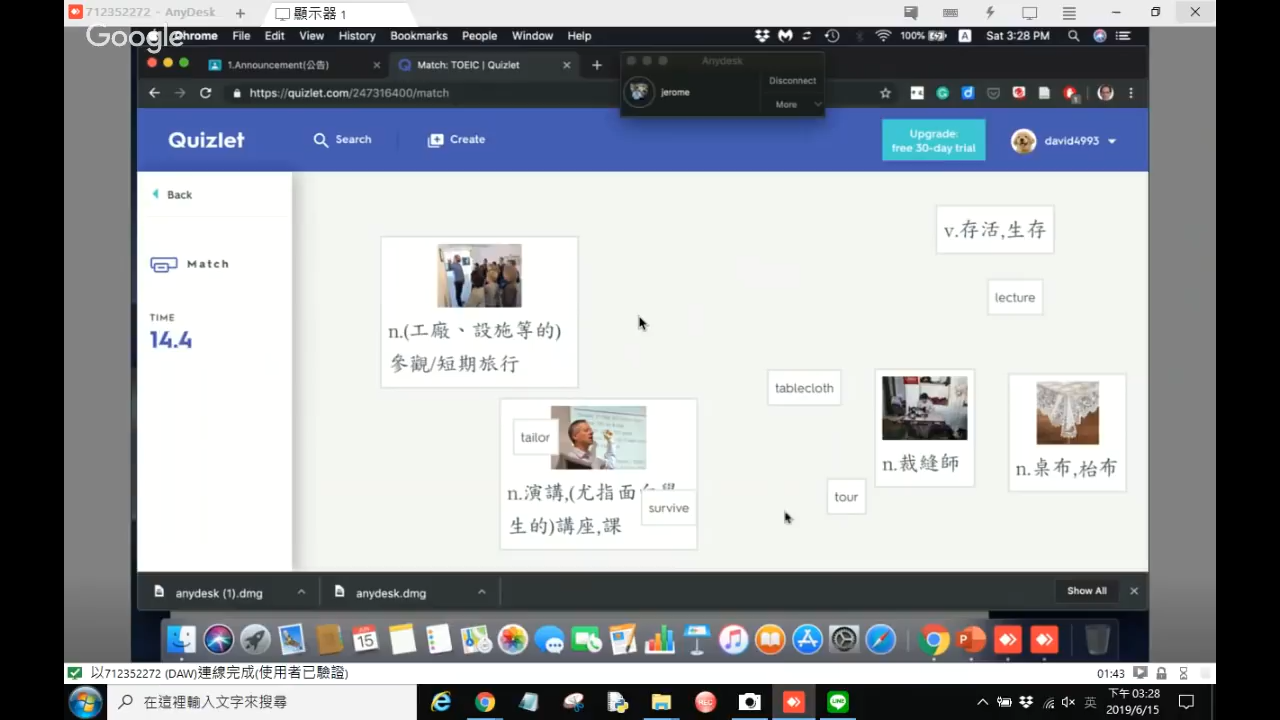 712352272 - AnyDesk
顯示器 1
Google
Chrome File Edit View History Bookmarks People Window Help
100%
A
Sat 3:28 PM
1.Announcement(公告)
Match: TOEIC | Quizlet
Anydesk
jerome
Disconnect
More
https://quizlet.com/247316400/match
Quizlet
Search
Create
Upgrade:
free 30-day trial
david4993
Back
Match
TIME
14.4
v.存活,生存
lecture
n.(工廠、設施等的)
參觀/短期旅行
tablecloth
tailor
n.裁縫師
n.桌布,枱布
n.演講,(尤指面向學
生的)講座,課
survive
tour
anydesk (1).dmg
anydesk.dmg
Show All
15
以712352272 (DAW)連線完成(使用者已驗證)
01:43
在這裡輸入文字來搜尋
REC
LINE
英
下午 03:28
2019/6/15